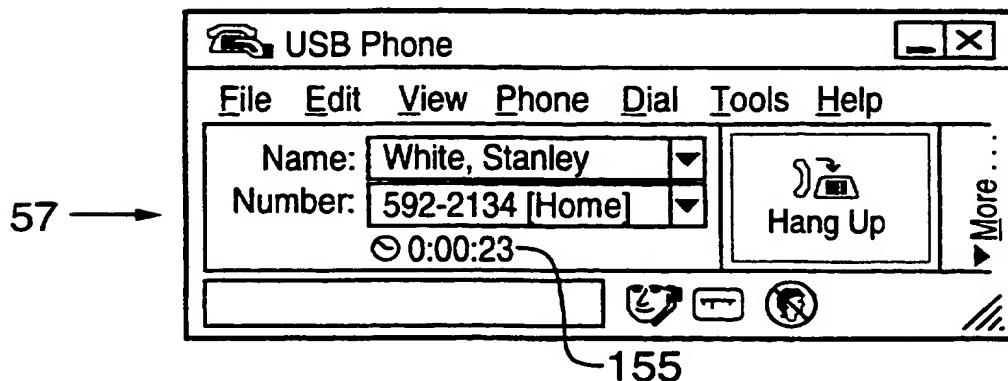 USB Phone
File Edit View Phone Dial Tools Help
Name: White, Stanley
Number: 592-2134 [Home]
0:00:23
Hang Up
More...
57
155